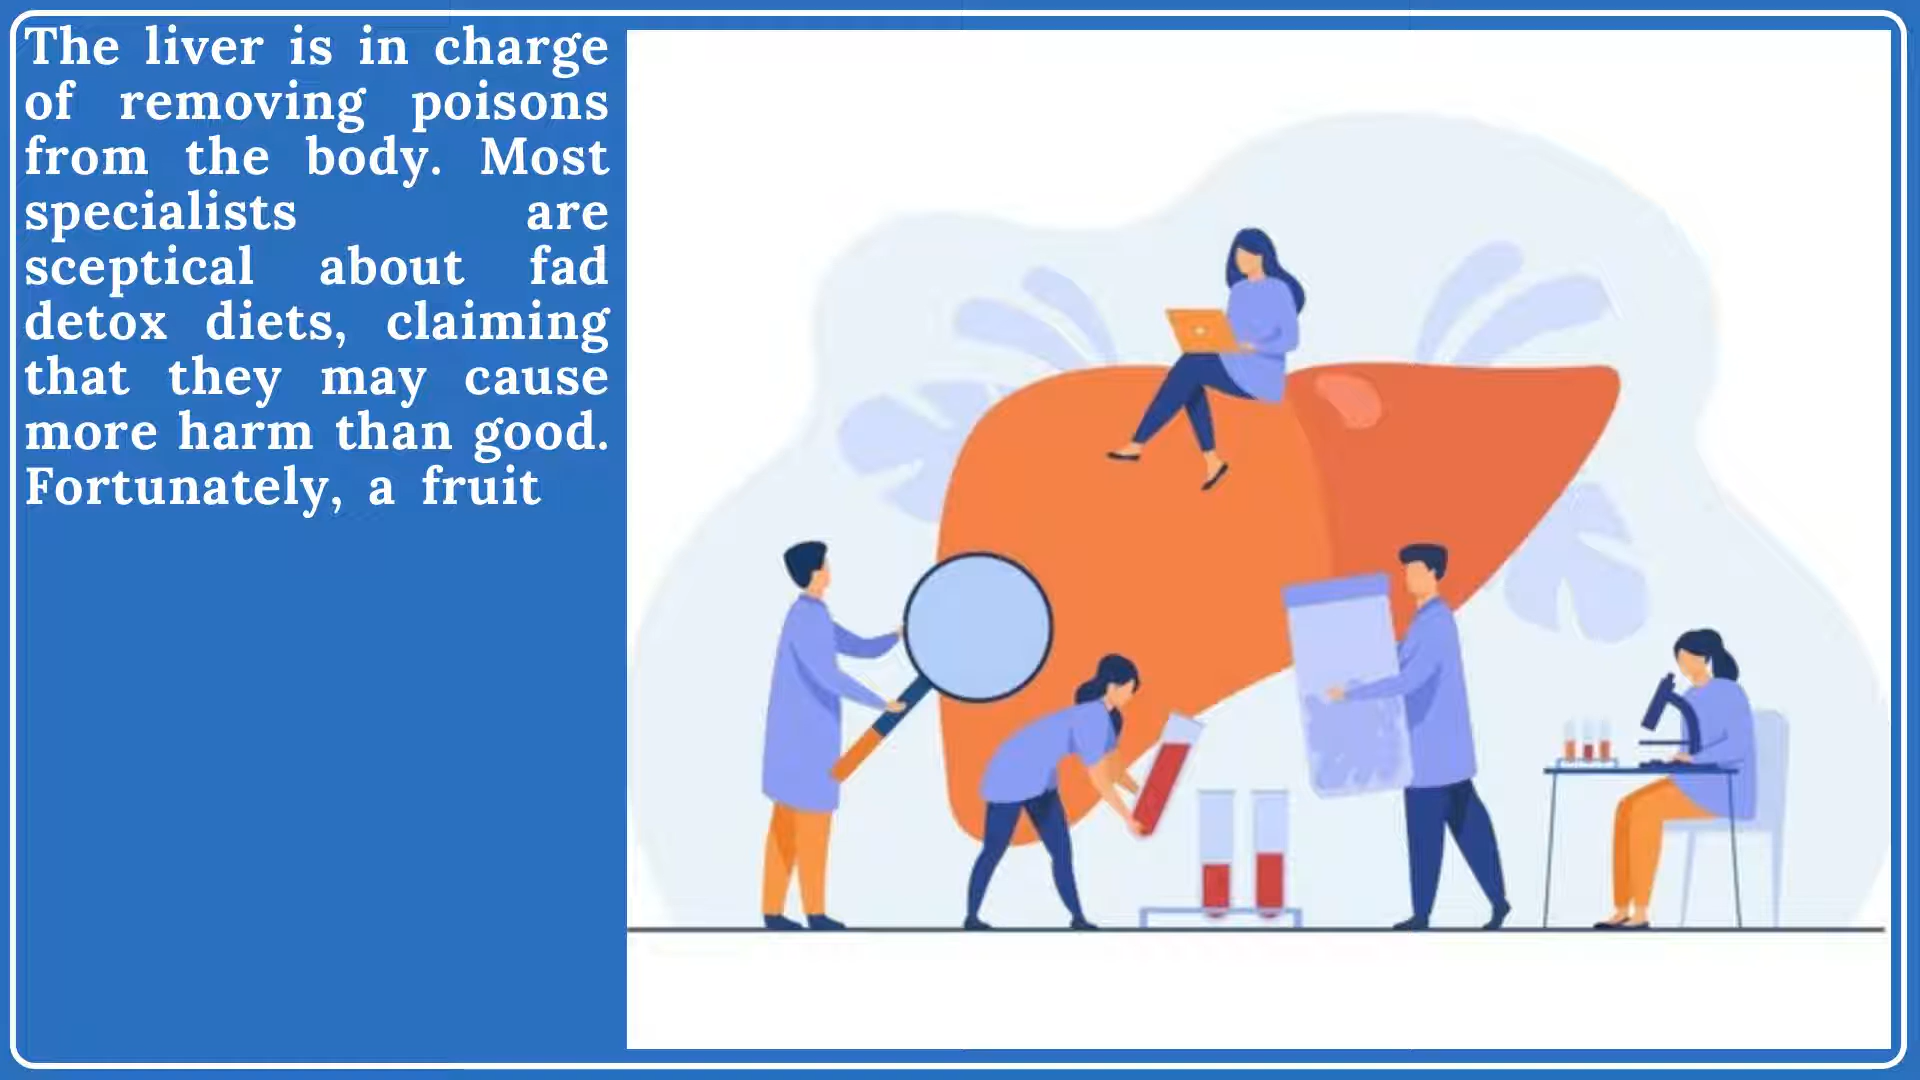 The liver is in charge
of removing poisons
from the body. Most
specialists are
sceptical about fad
detox diets, claiming
that they may cause
more harm than good.
Fortunately, a fruit